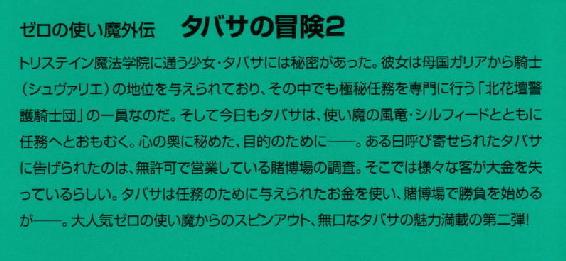 ゼロの使い魔外伝 タバサの冒険2
トリステイン魔法学院に通う少女・タバサには秘密があった。彼女は母国ガリアから騎士
（シュヴァリエ）の地位を与えられており、その中でも極秘任務を専門に行う「北花壇警
護騎士団」の一員なのだ。そして今日もタバサは、使い魔の風竜・シルフィードとともに
任務へとおもむく。心の奥に秘めた、目的のために――。ある日呼び寄せられたタバサ
に告げられたのは、無許可で営業している賭博場の調査。そこでは様々な客が大金を失
っているらしい。タバサは任務のために与えられたお金を使い、賭博場で勝負を始める
が――。大人気ゼロの使い魔からのスピンアウト、無口なタバサの魅力満載の第二弾！